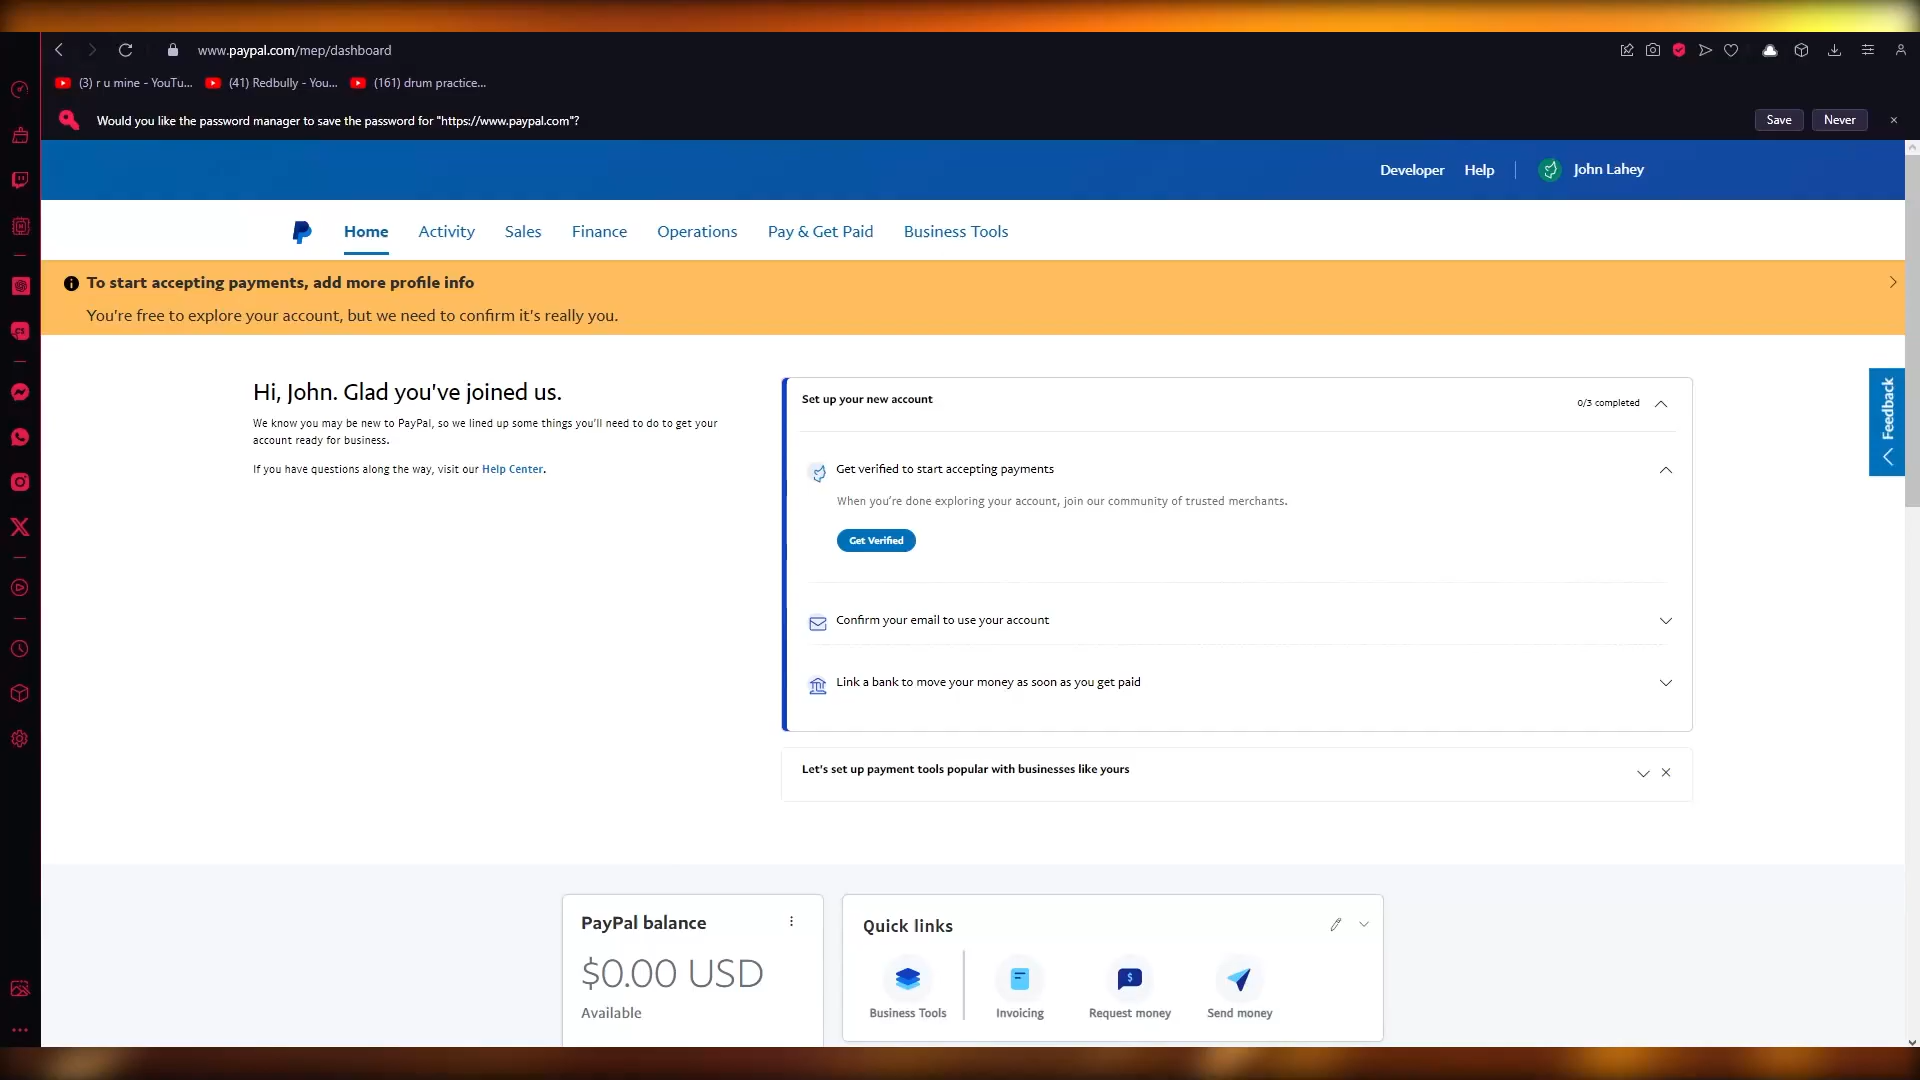 www.paypal.com/mep/dashboard
(3) r u mine - YouTu... (41) Redbully - You... (161) drum practice...
Would you like the password manager to save the password for "https://www.paypal.com"? Save Never
Developer Help John Lahey
Home Activity Sales Finance Operations Pay & Get Paid Business Tools
To start accepting payments, add more profile info
You're free to explore your account, but we need to confirm it's really you.
Hi, John. Glad you've joined us.
We know you may be new to PayPal, so we lined up some things you'll need to do to get your
account ready for business.
If you have questions along the way, visit our Help Center.
Set up your new account 0/3 completed
Get verified to start accepting payments
When you're done exploring your account, join our community of trusted merchants.
Get Verified
Confirm your email to use your account
Link a bank to move your money as soon as you get paid
Let's set up payment tools popular with businesses like yours
Feedback
PayPal balance
$0.00 USD
Available
Quick links
Business Tools Invoicing Request money Send money